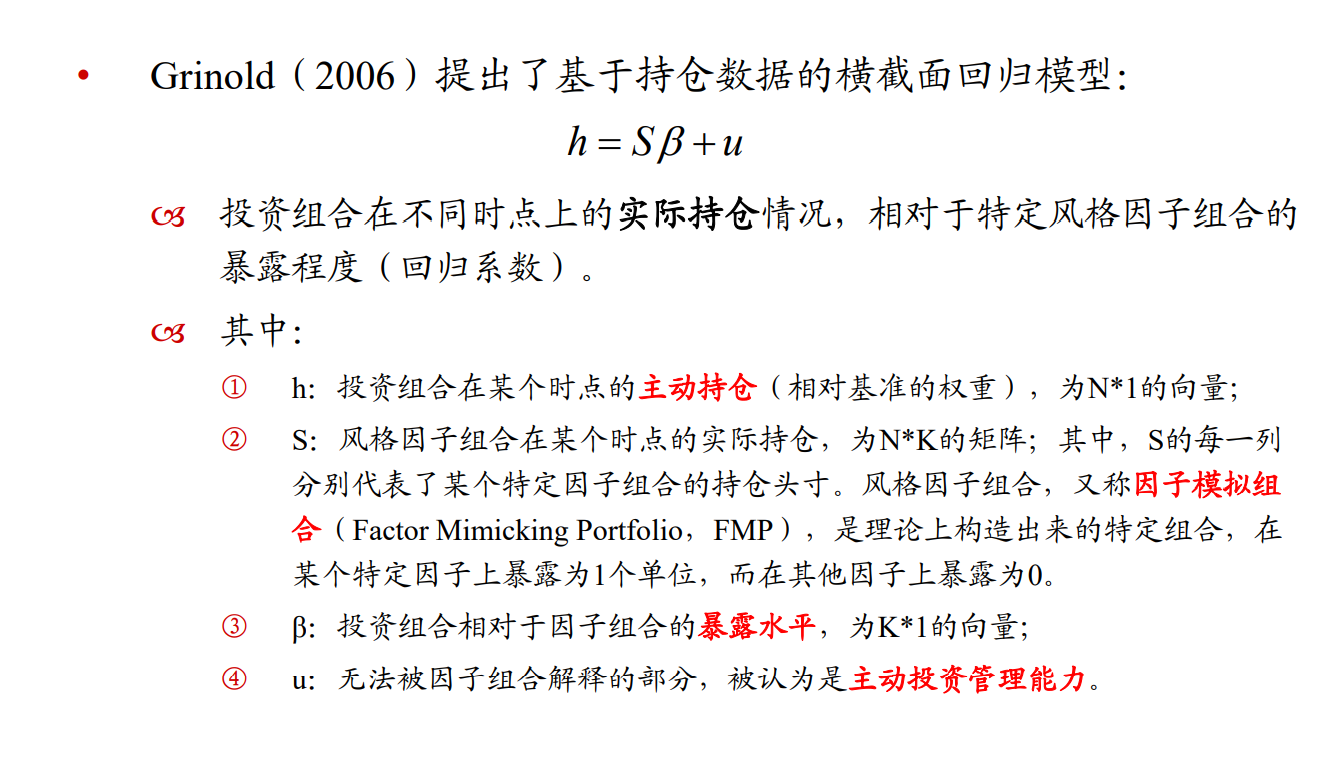 • Grinold（2006）提出了基于持仓数据的横截面回归模型：
h = Sβ + u
投资组合在不同时点上的实际持仓情况，相对于特定风格因子组合的
暴露程度（回归系数）。
其中：
① h：投资组合在某个时点的主动持仓（相对基准的权重），为N*1的向量；
② S：风格因子组合在某个时点的实际持仓，为N*K的矩阵；其中，S的每一列
分别代表了某个特定因子组合的持仓头寸。风格因子组合，又称因子模拟组
合（Factor Mimicking Portfolio，FMP），是理论上构造出来的特定组合，在
某个特定因子上暴露为1个单位，而在其他因子上暴露为0。
③ β：投资组合相对于因子组合的暴露水平，为K*1的向量；
④ u：无法被因子组合解释的部分，被认为是主动投资管理能力。